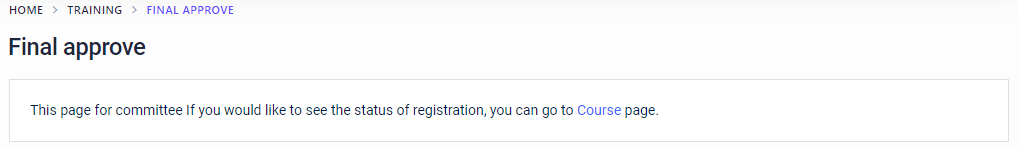 HOME > TRAINING > FINAL APPROVE
Final approve
This page for committee If you would like to see the status of registration, you can go to Course page.